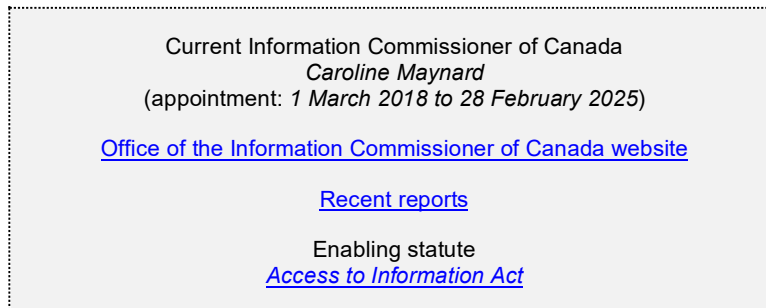 Current Information Commissioner of Canada
Caroline Maynard
(appointment: 1 March 2018 to 28 February 2025)
Office of the Information Commissioner of Canada website
Recent reports
Enabling statute
Access to Information Act